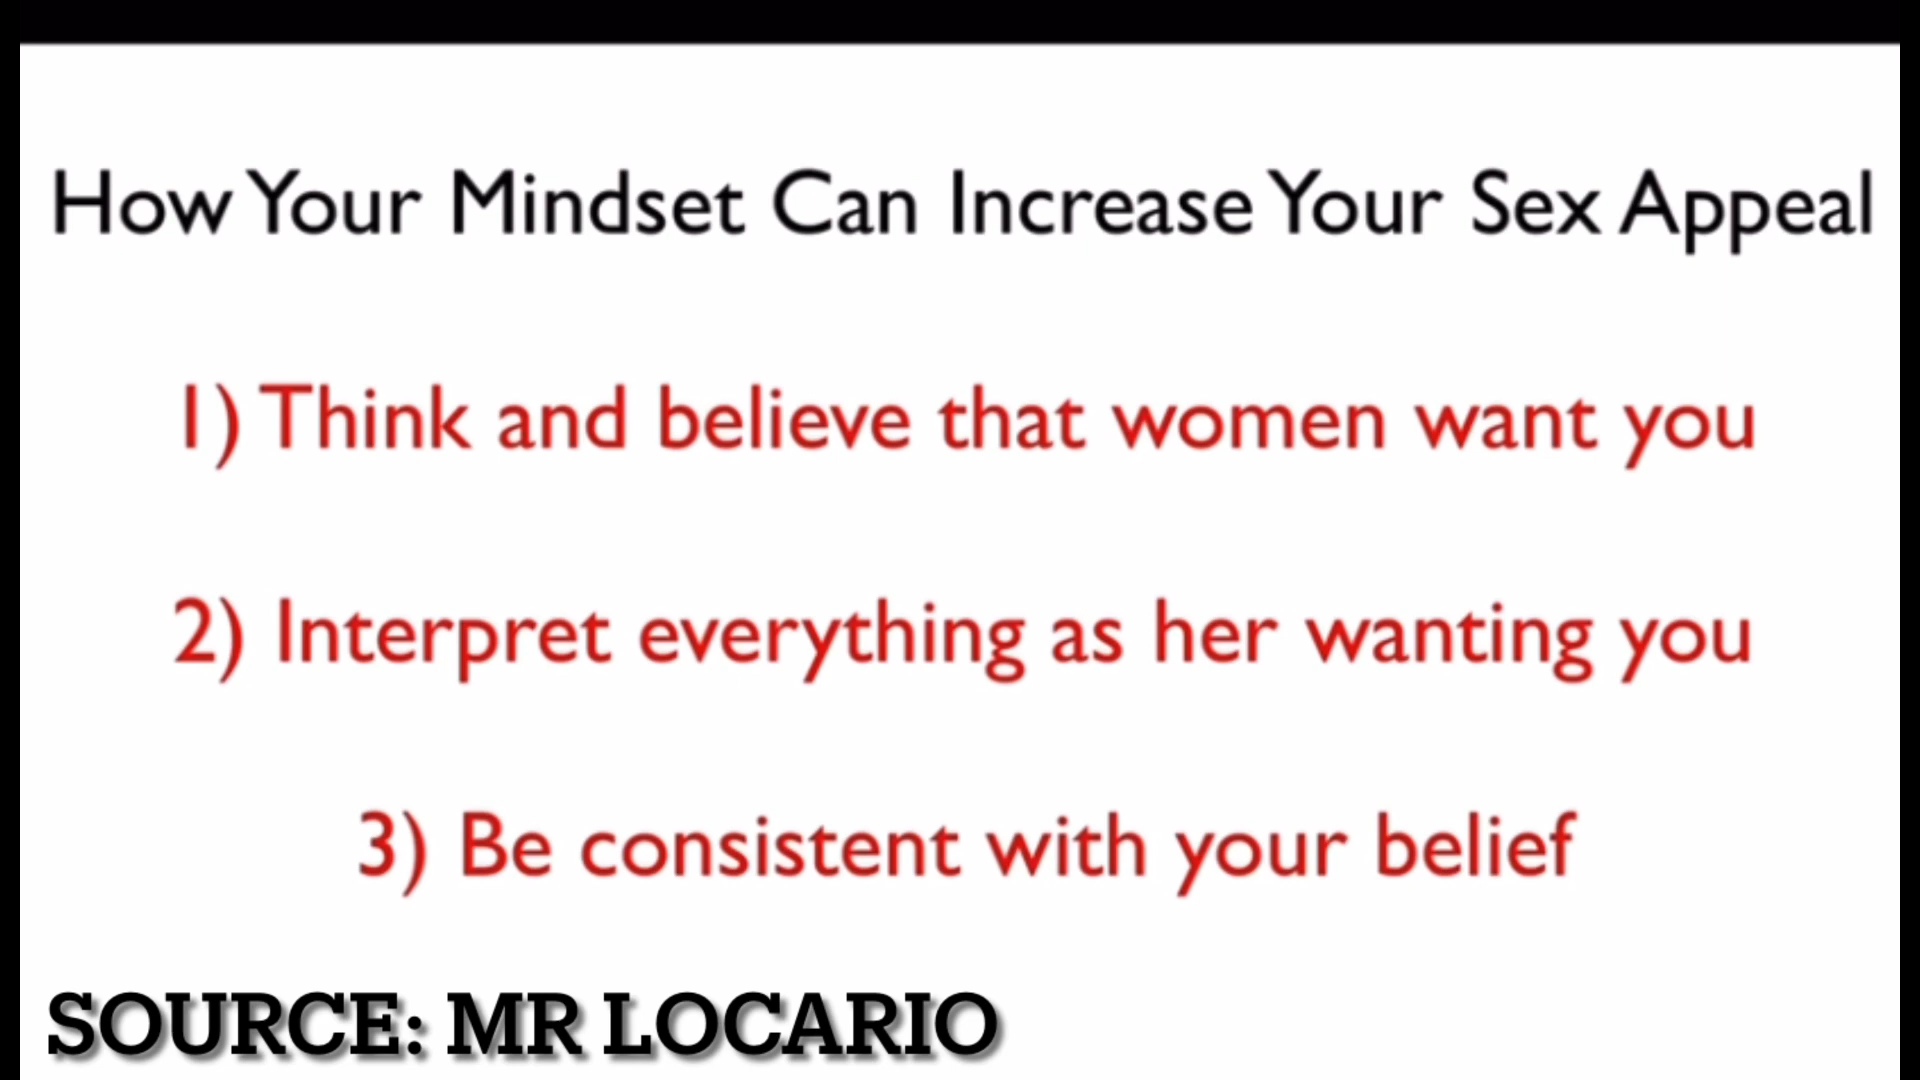 How Your Mindset Can Increase Your Sex Appeal
1) Think and believe that women want you
2) Interpret everything as her wanting you
3) Be consistent with your belief
SOURCE: MR LOCARIO